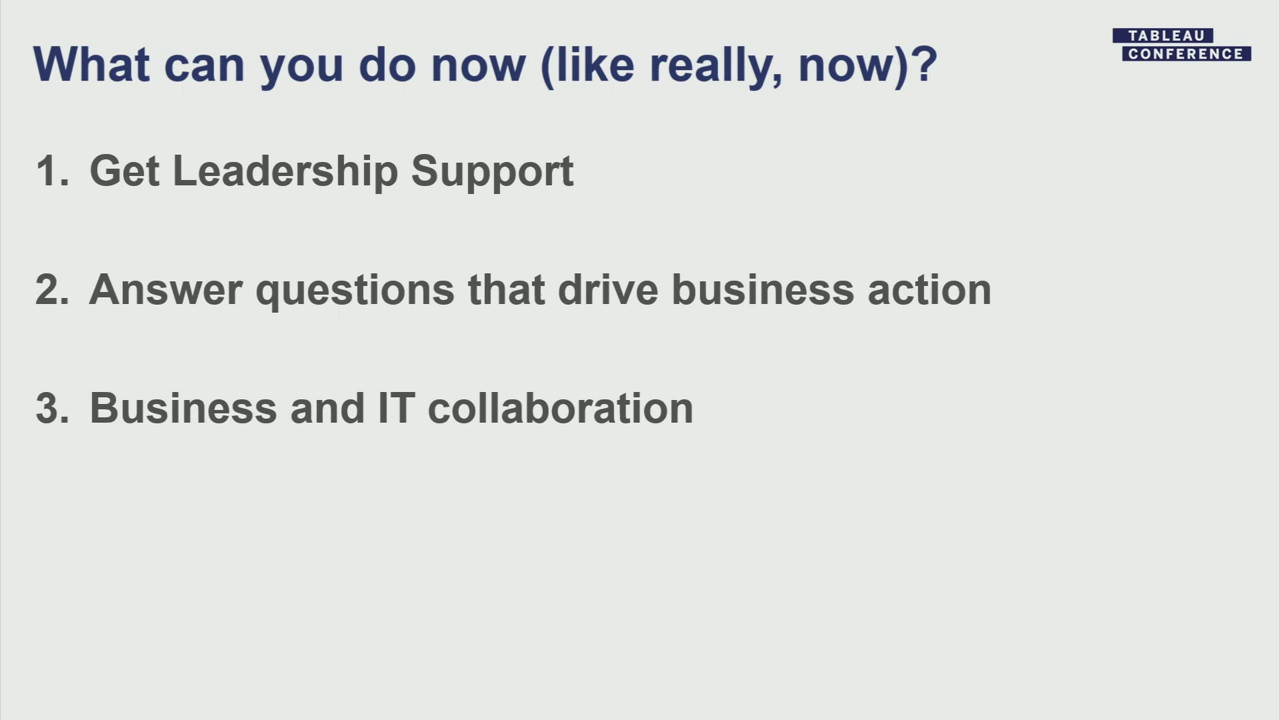 What can you do now (like really, now)?
TABLEAU
CONFERENCE
1. Get Leadership Support
2. Answer questions that drive business action
3. Business and IT collaboration